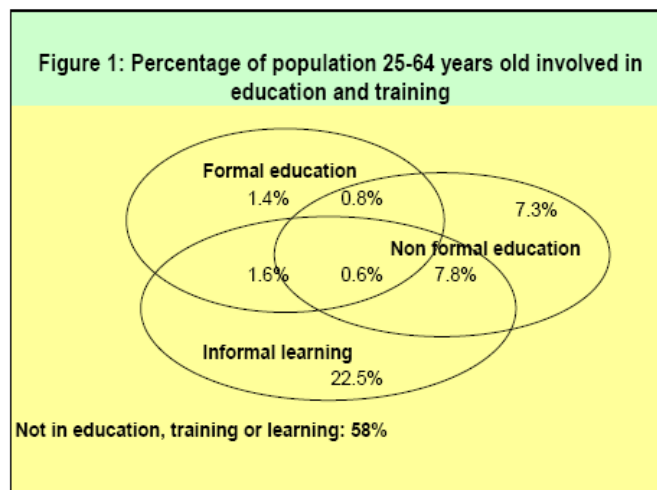 Figure 1: Percentage of population 25-64 years old involved in
education and training
Formal education
1.4% 0.8%
7.3%
Non formal education
1.6% 0.6% 7.8%
Informal learning
22.5%
Not in education, training or learning: 58%